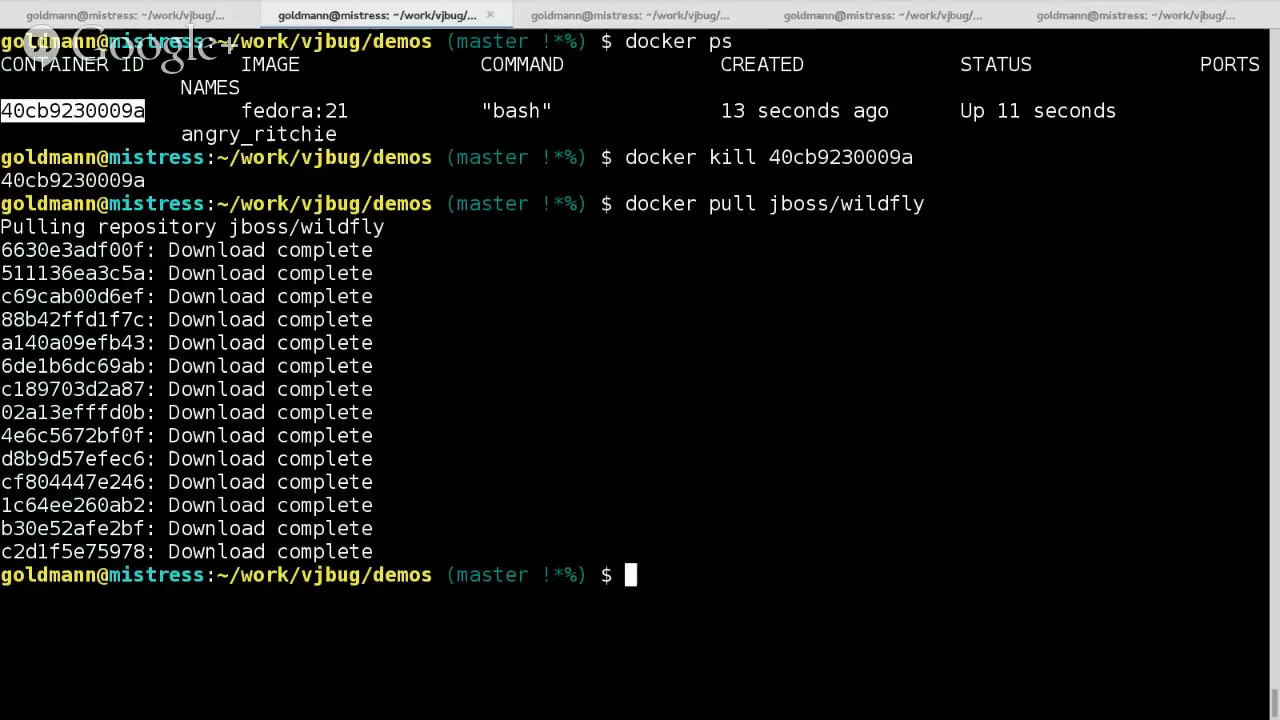 goldmann@mistress: ~/work/vjbug/... goldmann@mistress: ~/work/vjbug/... × goldmann@mistress: ~/work/vjbug/... goldmann@mistress: ~/work/vjbug/... goldmann@mistress: ~/work/vjbug/...
Google+
goldmann@mistress:~/work/vjbug/demos (master !*%) $ docker ps
CONTAINER ID IMAGE COMMAND CREATED STATUS PORTS
NAMES
40cb9230009a fedora:21 "bash" 13 seconds ago Up 11 seconds
angry_ritchie
goldmann@mistress:~/work/vjbug/demos (master !*%) $ docker kill 40cb9230009a
40cb9230009a
goldmann@mistress:~/work/vjbug/demos (master !*%) $ docker pull jboss/wildfly
Pulling repository jboss/wildfly
6630e3adf00f: Download complete
511136ea3c5a: Download complete
c69cab00d6ef: Download complete
88b42ffd1f7c: Download complete
a140a09efb43: Download complete
6de1b6dc69ab: Download complete
c189703d2a87: Download complete
02a13efffd0b: Download complete
4e6c5672bf0f: Download complete
d8b9d57efec6: Download complete
cf804447e246: Download complete
1c64ee260ab2: Download complete
b30e52afe2bf: Download complete
c2d1f5e75978: Download complete
goldmann@mistress:~/work/vjbug/demos (master !*%) $